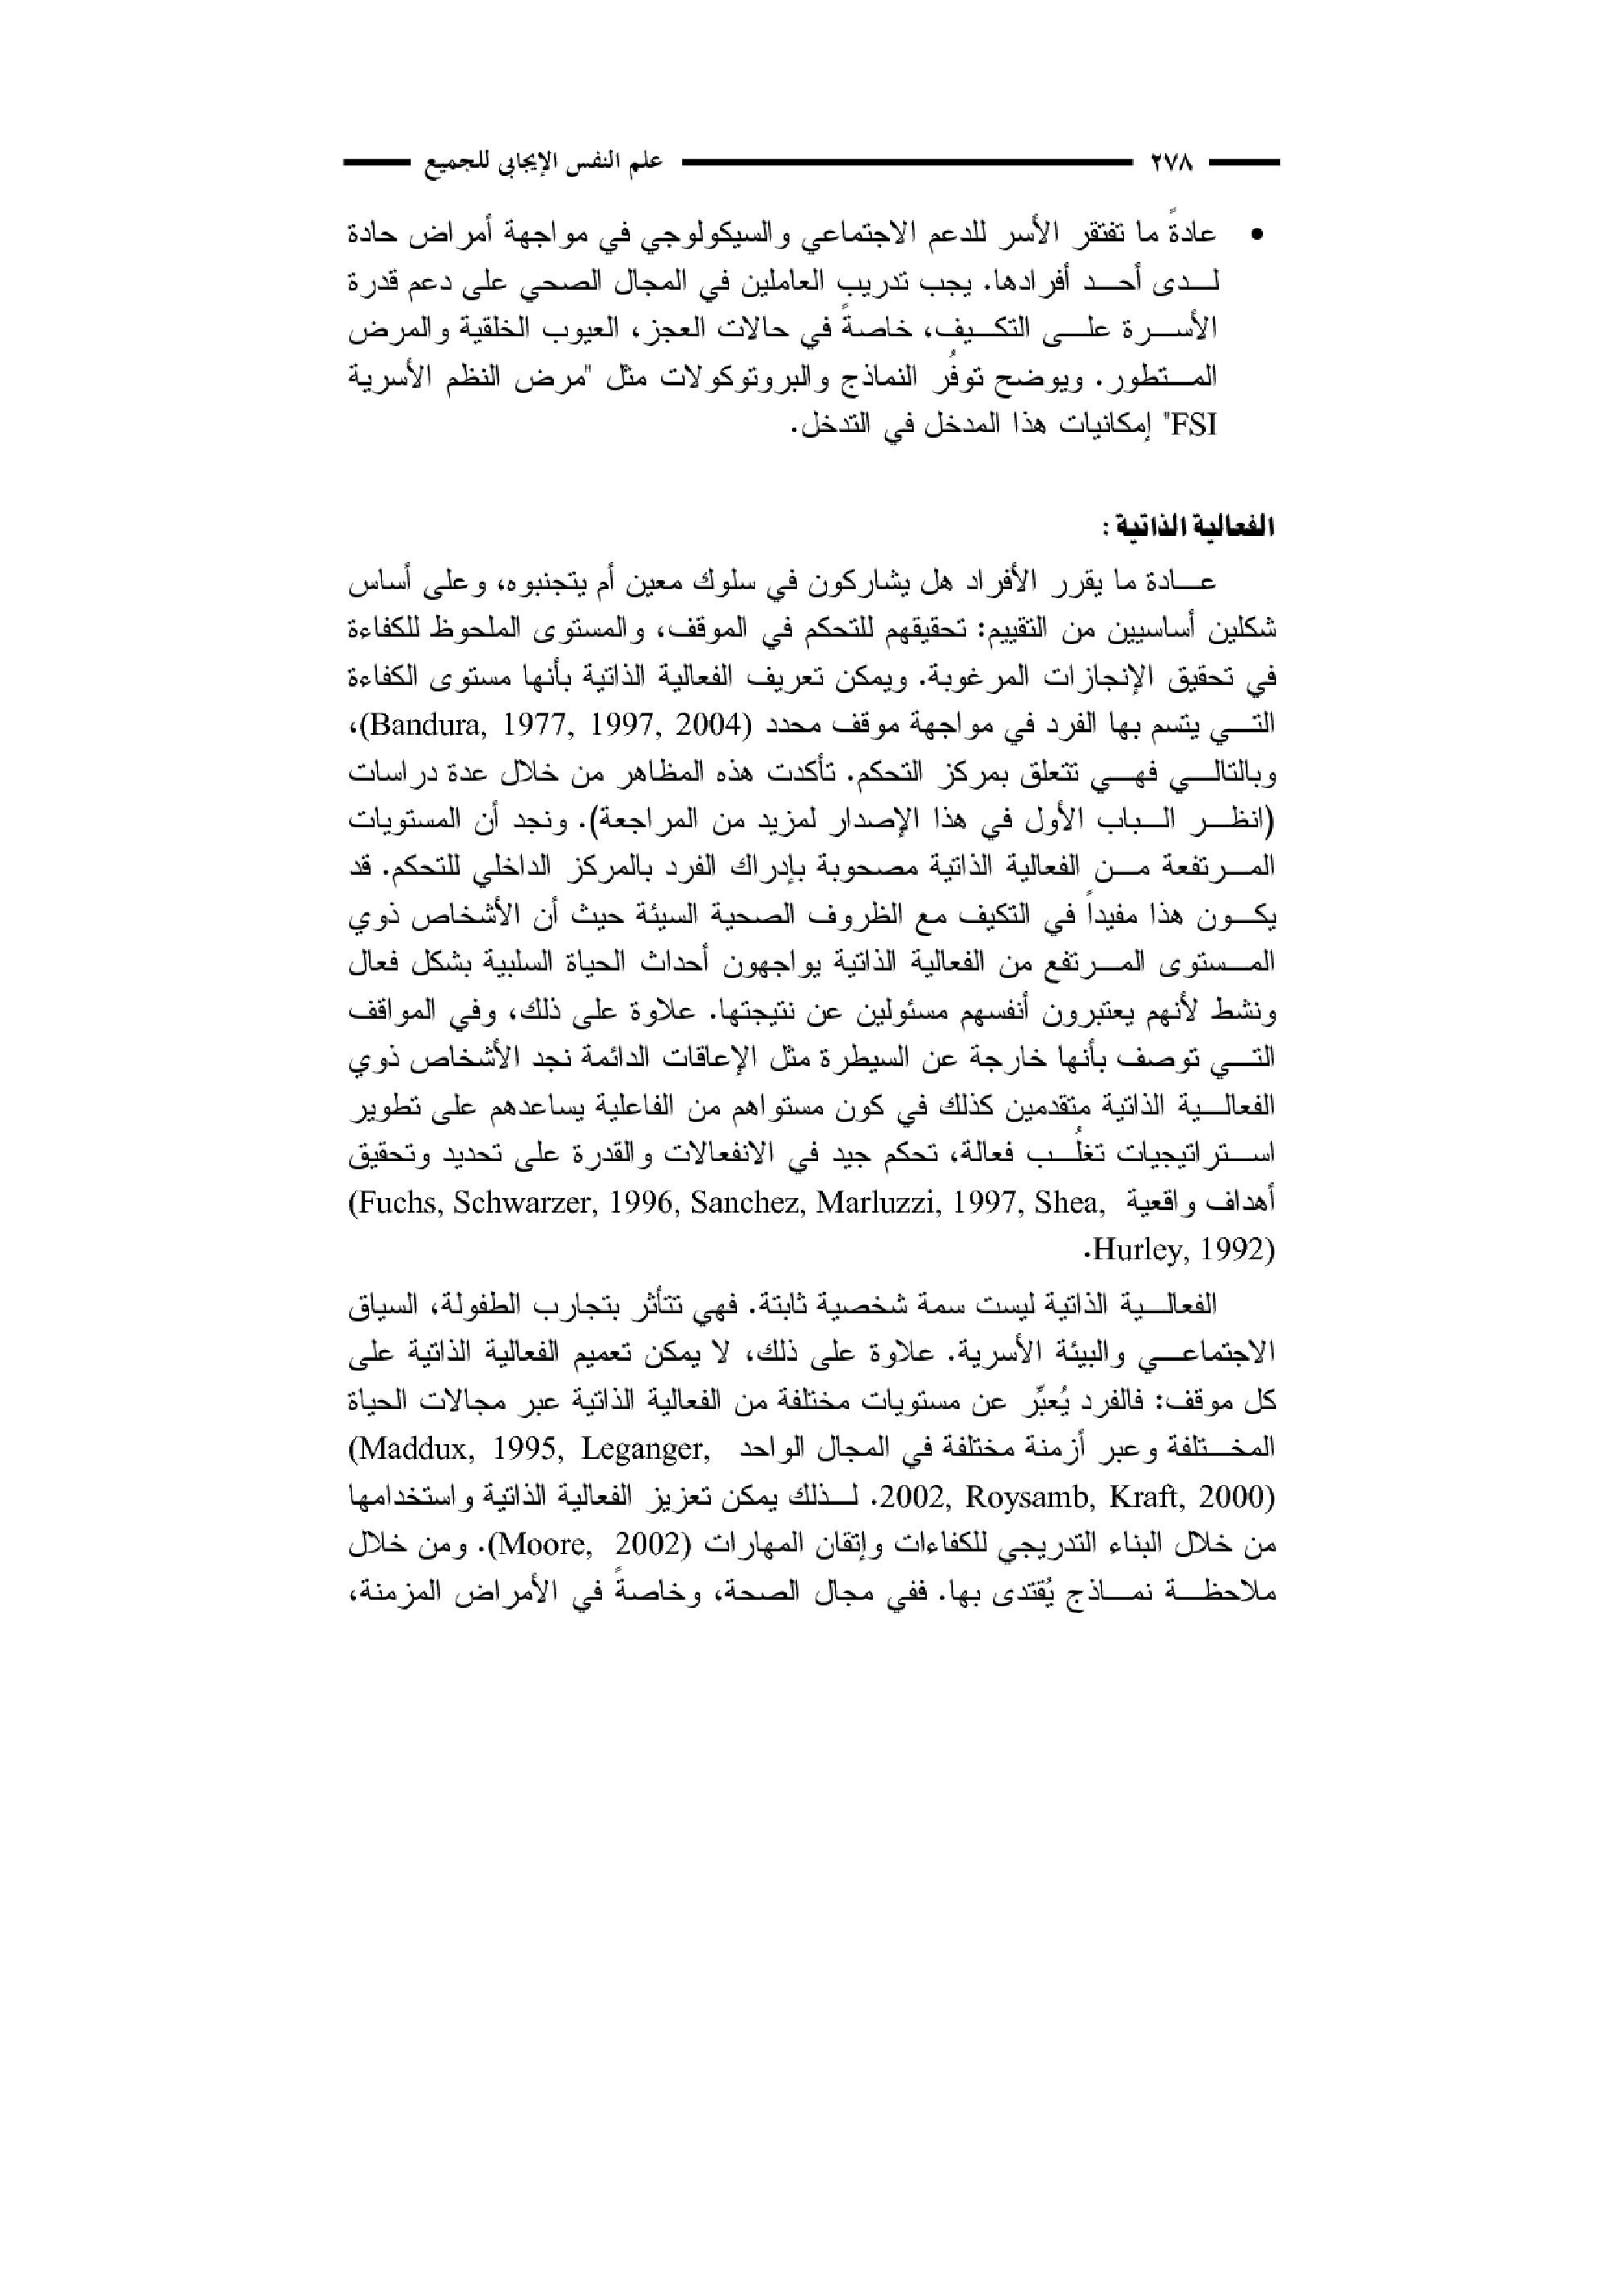 ٢٧٨ علم النفس الإيجابي للجميع
• عادةً ما تفتقر الأسر للدعم الاجتماعي والسيكولوجي في مواجهة أمراض حادة
لدى أحد أفرادها. يجب تدريب العاملين في المجال الصحي على دعم قدرة
الأسرة على التكيف، خاصةً في حالات العجز، العيوب الخلقية والمرض
المتطور. ويوضح توفُر النماذج والبروتوكولات مثل "مرض النظم الأسرية
FSI" إمكانيات هذا المدخل في التدخل.
الفعالية الذاتية :
عادة ما يقرر الأفراد هل يشاركون في سلوك معين أم يتجنبوه، وعلى أساس
شكلين أساسيين من التقييم: تحقيقهم للتحكم في الموقف، والمستوى الملحوظ للكفاءة
في تحقيق الإنجازات المرغوبة. ويمكن تعريف الفعالية الذاتية بأنها مستوى الكفاءة
التي يتسم بها الفرد في مواجهة موقف محدد (Bandura, 1977, 1997, 2004)،
وبالتالي فهي تتعلق بمركز التحكم. تأكدت هذه المظاهر من خلال عدة دراسات
(انظر الباب الأول في هذا الإصدار لمزيد من المراجعة). ونجد أن المستويات
المرتفعة من الفعالية الذاتية مصحوبة بإدراك الفرد بالمركز الداخلي للتحكم. قد
يكون هذا مفيداً في التكيف مع الظروف الصحية السيئة حيث أن الأشخاص ذوي
المستوى المرتفع من الفعالية الذاتية يواجهون أحداث الحياة السلبية بشكل فعال
ونشط لأنهم يعتبرون أنفسهم مسئولين عن نتيجتها. علاوة على ذلك، وفي المواقف
التي توصف بأنها خارجة عن السيطرة مثل الإعاقات الدائمة نجد الأشخاص ذوي
الفعالية الذاتية متقدمين كذلك في كون مستواهم من الفاعلية يساعدهم على تطوير
استراتيجيات تغلُب فعالة، تحكم جيد في الانفعالات والقدرة على تحديد وتحقيق
أهداف واقعية (Fuchs, Schwarzer, 1996, Sanchez, Marluzzi, 1997, Shea,
Hurley, 1992).
الفعالية الذاتية ليست سمة شخصية ثابتة. فهي تتأثر بتجارب الطفولة، السياق
الاجتماعي والبيئة الأسرية. علاوة على ذلك، لا يمكن تعميم الفعالية الذاتية على
كل موقف: فالفرد يُعبِّر عن مستويات مختلفة من الفعالية الذاتية عبر مجالات الحياة
المختلفة وعبر أزمنة مختلفة في المجال الواحد (Maddux, 1995, Leganger,
2002, Roysamb, Kraft, 2000). لذلك يمكن تعزيز الفعالية الذاتية واستخدامها
من خلال البناء التدريجي للكفاءات وإتقان المهارات (Moore, 2002). ومن خلال
ملاحظة نماذج يُقتدى بها. ففي مجال الصحة، وخاصةً في الأمراض المزمنة،